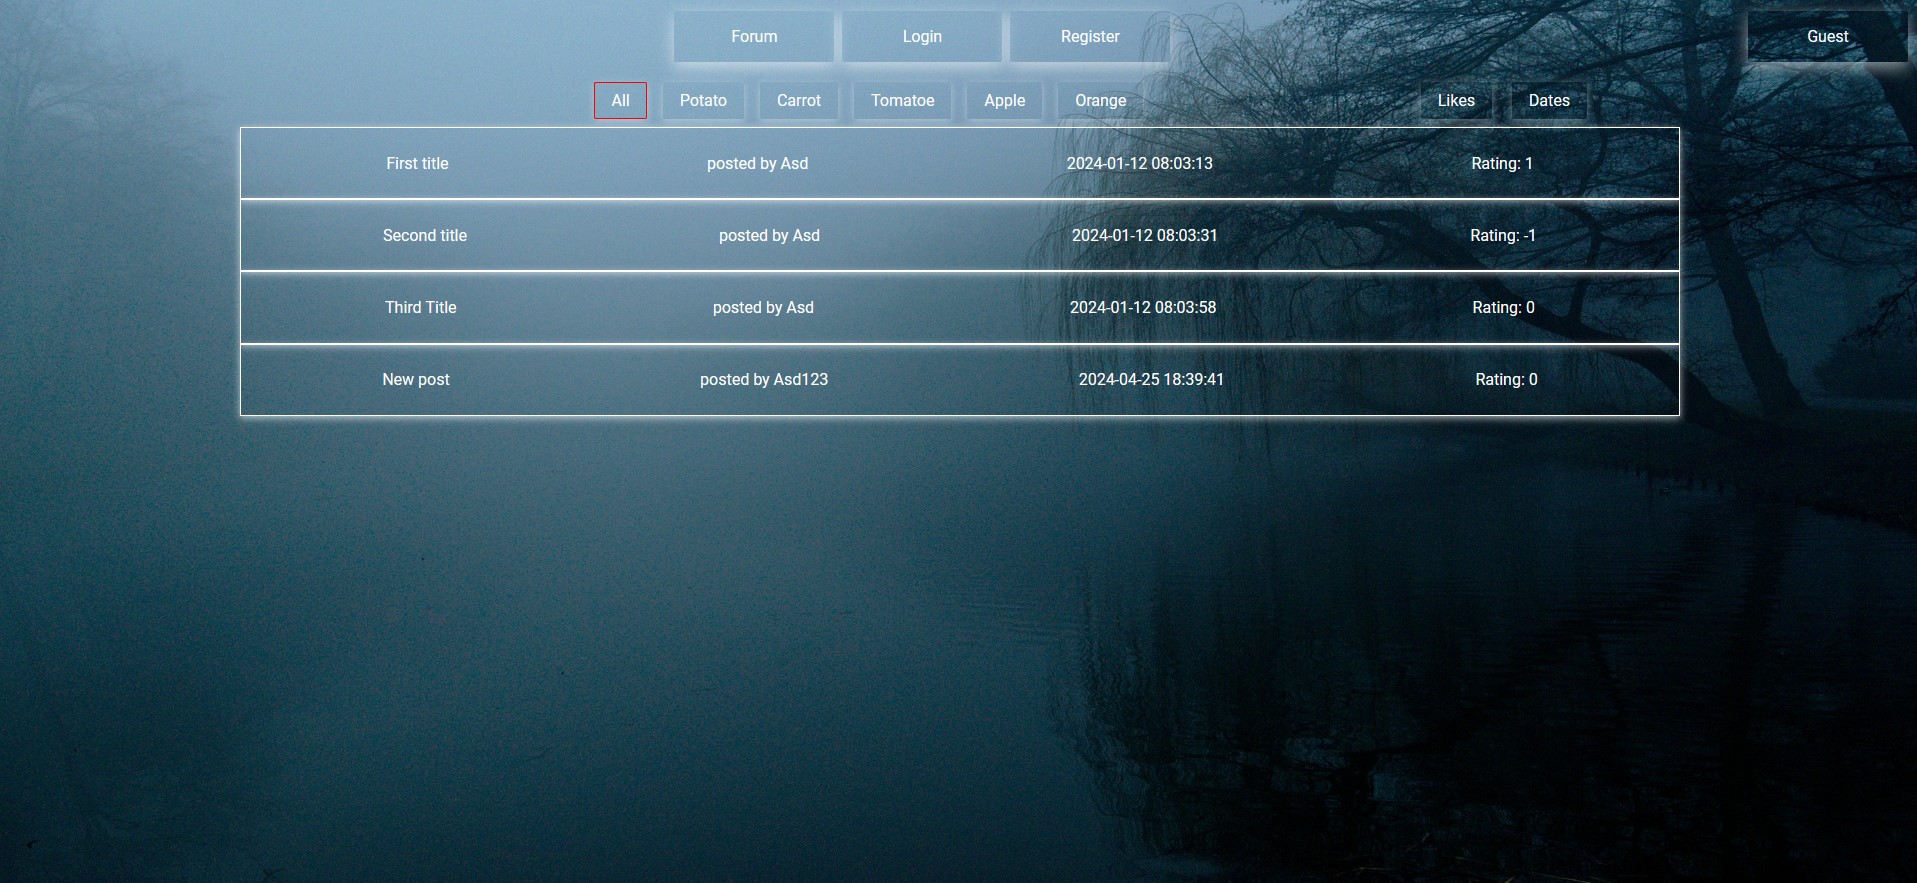 Forum Login Register Guest
All Potato Carrot Tomatoe Apple Orange Likes Dates
First title posted by Asd 2024-01-12 08:03:13 Rating: 1
Second title posted by Asd 2024-01-12 08:03:31 Rating: -1
Third Title posted by Asd 2024-01-12 08:03:58 Rating: 0
New post posted by Asd123 2024-04-25 18:39:41 Rating: 0